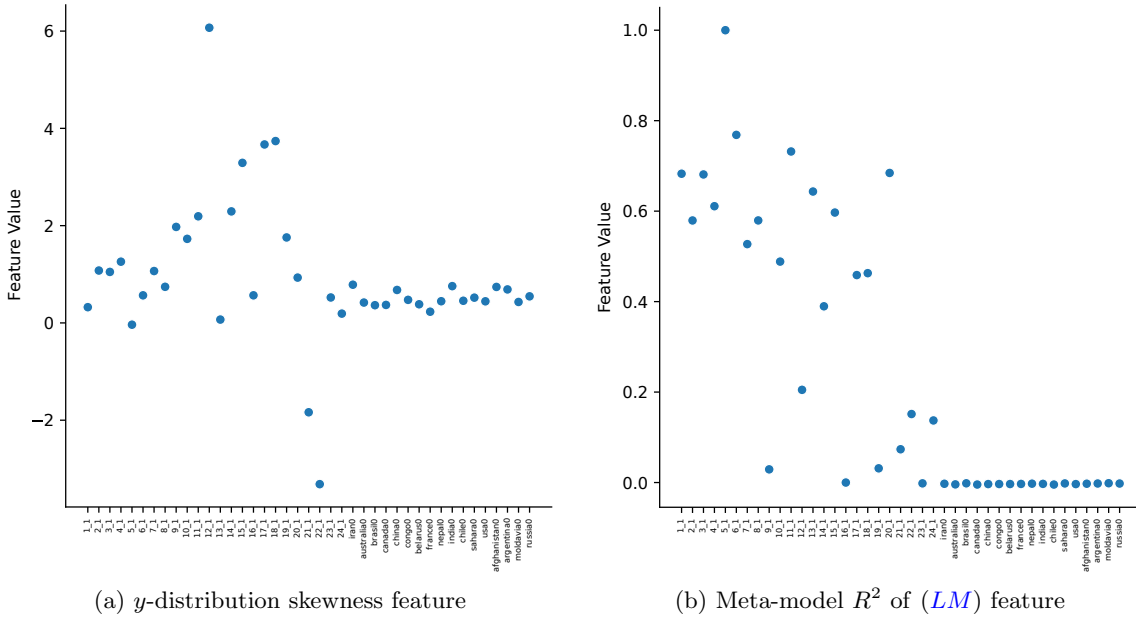 6
4
2
0
−2
Feature Value
1_1
2_1
3_1
4_1
5_1
6_1
7_1
8_1
9_1
10_1
11_1
12_1
13_1
14_1
15_1
16_1
17_1
18_1
19_1
20_1
21_1
22_1
23_1
24_1
iran0
australia0
brasil0
canada0
china0
congo0
belarus0
france0
nepal0
india0
chile0
sahara0
usa0
afghanistan0
argentina0
moldavia0
russia0
(a) y-distribution skewness feature
1.0
0.8
0.6
0.4
0.2
0.0
Feature Value
1_1
2_1
3_1
4_1
5_1
6_1
7_1
8_1
9_1
10_1
11_1
12_1
13_1
14_1
15_1
16_1
17_1
18_1
19_1
20_1
21_1
22_1
23_1
24_1
iran0
australia0
brasil0
canada0
china0
congo0
belarus0
france0
nepal0
india0
chile0
sahara0
usa0
afghanistan0
argentina0
moldavia0
russia0
(b) Meta-model R² of (LM) feature